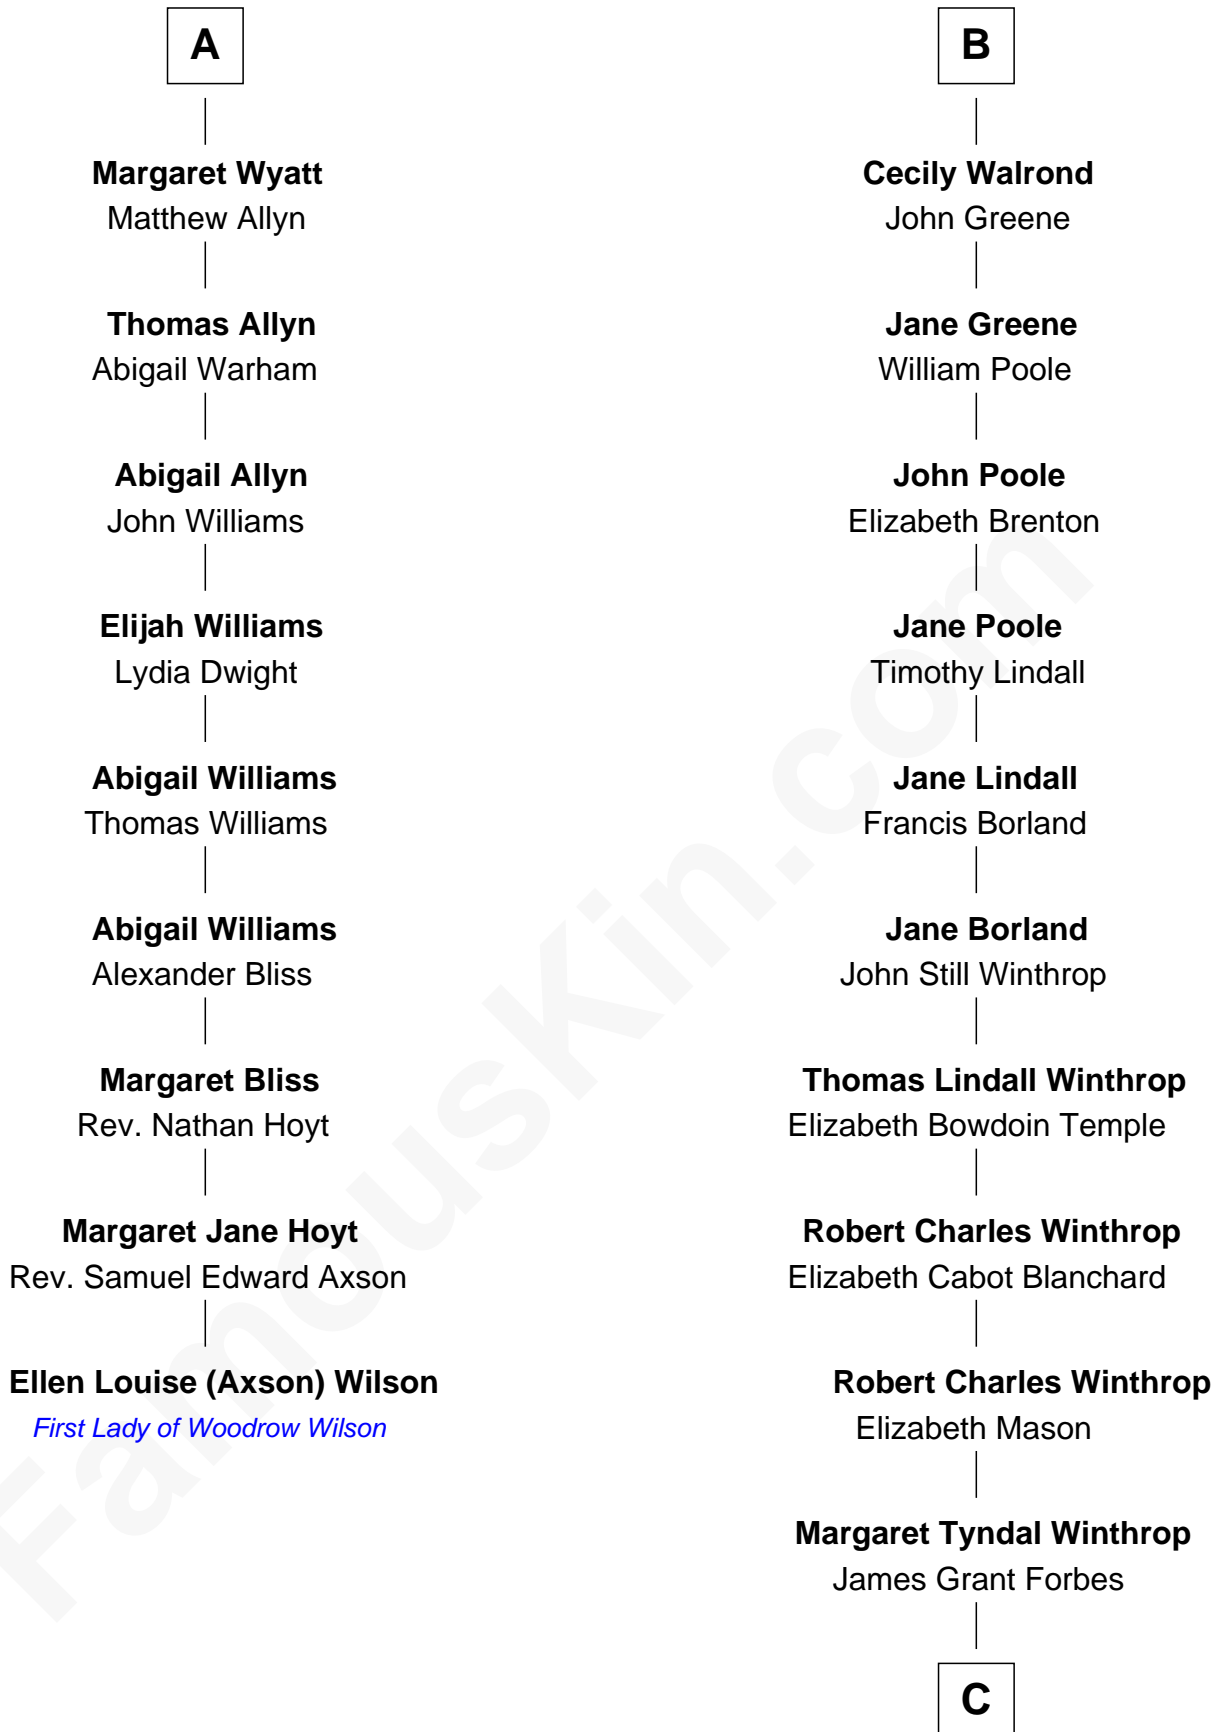 A
Margaret Wyatt
Matthew Allyn
Thomas Allyn
Abigail Warham
Abigail Allyn
John Williams
Elijah Williams
Lydia Dwight
Abigail Williams
Thomas Williams
Abigail Williams
Alexander Bliss
Margaret Bliss
Rev. Nathan Hoyt
Margaret Jane Hoyt
Rev. Samuel Edward Axson
Ellen Louise (Axson) Wilson
First Lady of Woodrow Wilson
B
Cecily Walrond
John Greene
Jane Greene
William Poole
John Poole
Elizabeth Brenton
Jane Poole
Timothy Lindall
Jane Lindall
Francis Borland
Jane Borland
John Still Winthrop
Thomas Lindall Winthrop
Elizabeth Bowdoin Temple
Robert Charles Winthrop
Elizabeth Cabot Blanchard
Robert Charles Winthrop
Elizabeth Mason
Margaret Tyndal Winthrop
James Grant Forbes
C
FamousKin.com